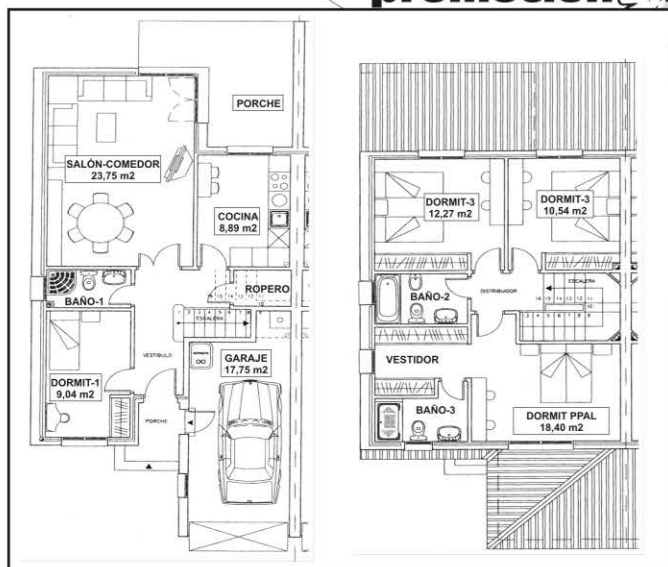 promoción
PORCHE
SALÓN-COMEDOR
23,75 m2
COCINA
8,89 m2
ROPERO
BAÑO-1
ESCALERA
VESTIBULO
GARAJE
17,75 m2
DORMIT-1
9,04 m2
PORCHE
DORMIT-3
12,27 m2
DORMIT-3
10,54 m2
BAÑO-2
DISTRIBUIDOR
ESCALERA
VESTIDOR
BAÑO-3
DORMIT PPAL
18,40 m2